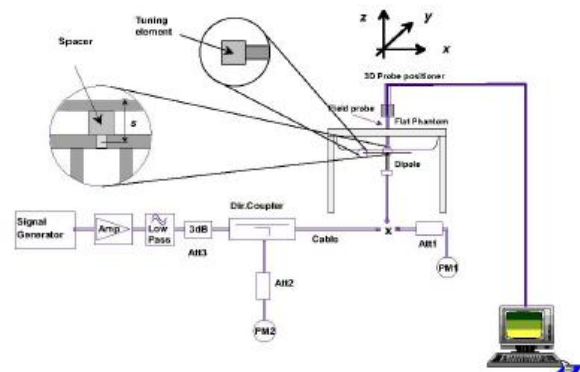 Tuning element
Spacer
s
z
y
x
3D Probe positioner
Field probe
Flat Phantom
Dipole
Signal Generator
Amp
Low Pass
3dB
Att3
Dir.Coupler
Cable
x
Att1
PM1
Att2
PM2